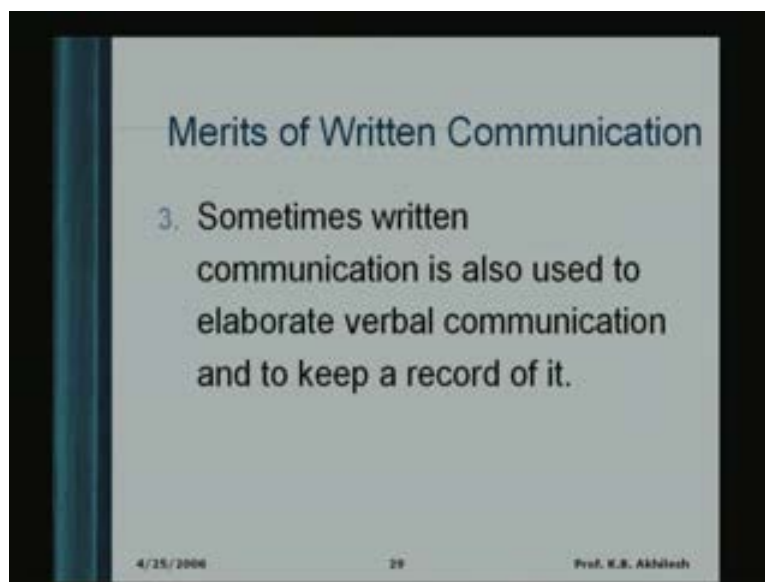 Merits of Written Communication
3. Sometimes written
communication is also used to
elaborate verbal communication
and to keep a record of it.
4/25/2006 29 Prof. K.B. Akhilesh